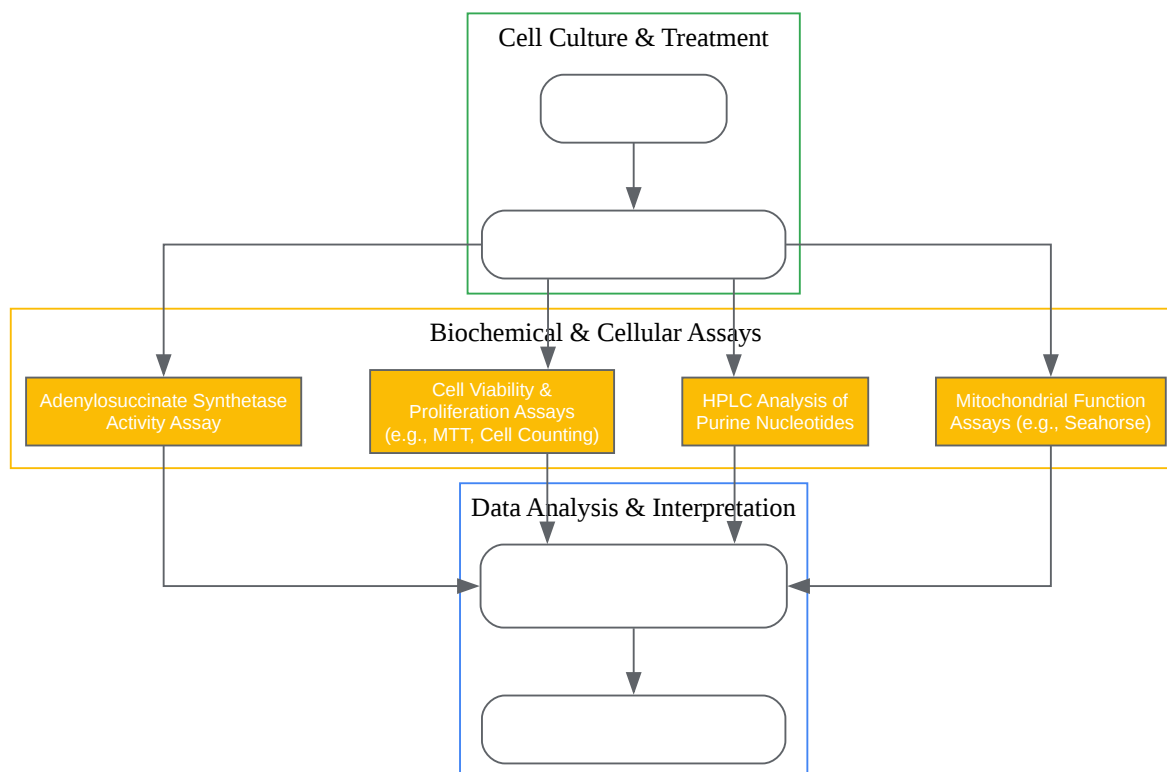 Cell Culture & Treatment
Biochemical & Cellular Assays
Adenylosuccinate Synthetase
Activity Assay
Cell Viability &
Proliferation Assays
(e.g., MTT, Cell Counting)
HPLC Analysis of
Purine Nucleotides
Mitochondrial Function
Assays (e.g., Seahorse)
Data Analysis & Interpretation